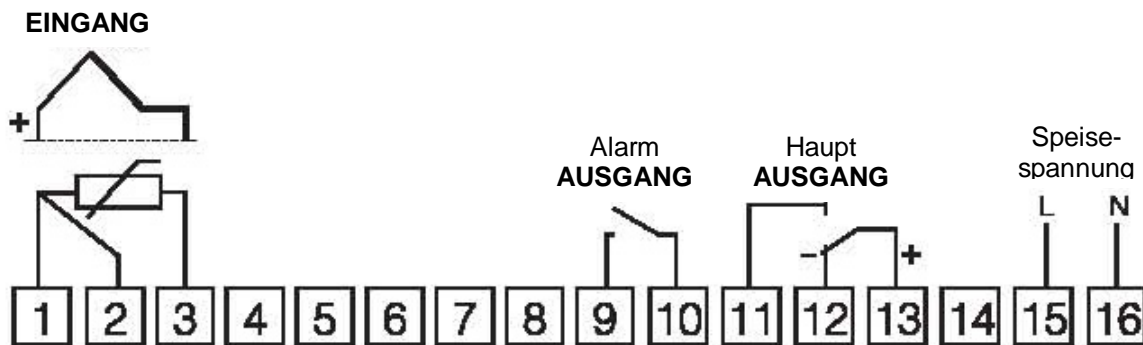 EINGANG
+
Alarm
AUSGANG
Haupt
AUSGANG
Speise-
spannung
L N
- +
1 2 3 4 5 6 7 8 9 10 11 12 13 14 15 16